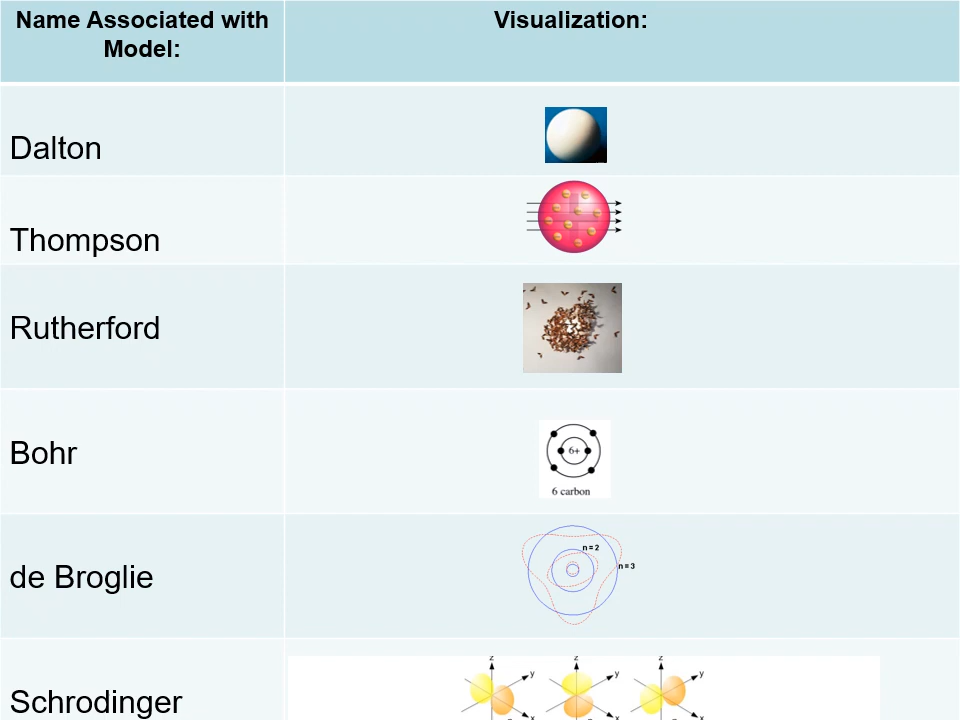 Name Associated with
Model:
Visualization:
Dalton
Thompson
Rutherford
Bohr
6+
6 carbon
de Broglie
n=2
n=3
Schrodinger
z
y
x
z
y
x
z
y
x